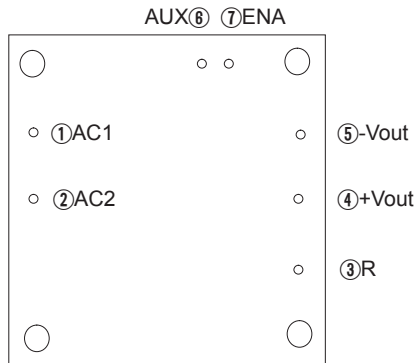 AUX⑥ ⑦ENA
①AC1
⑤-Vout
②AC2
④+Vout
③R